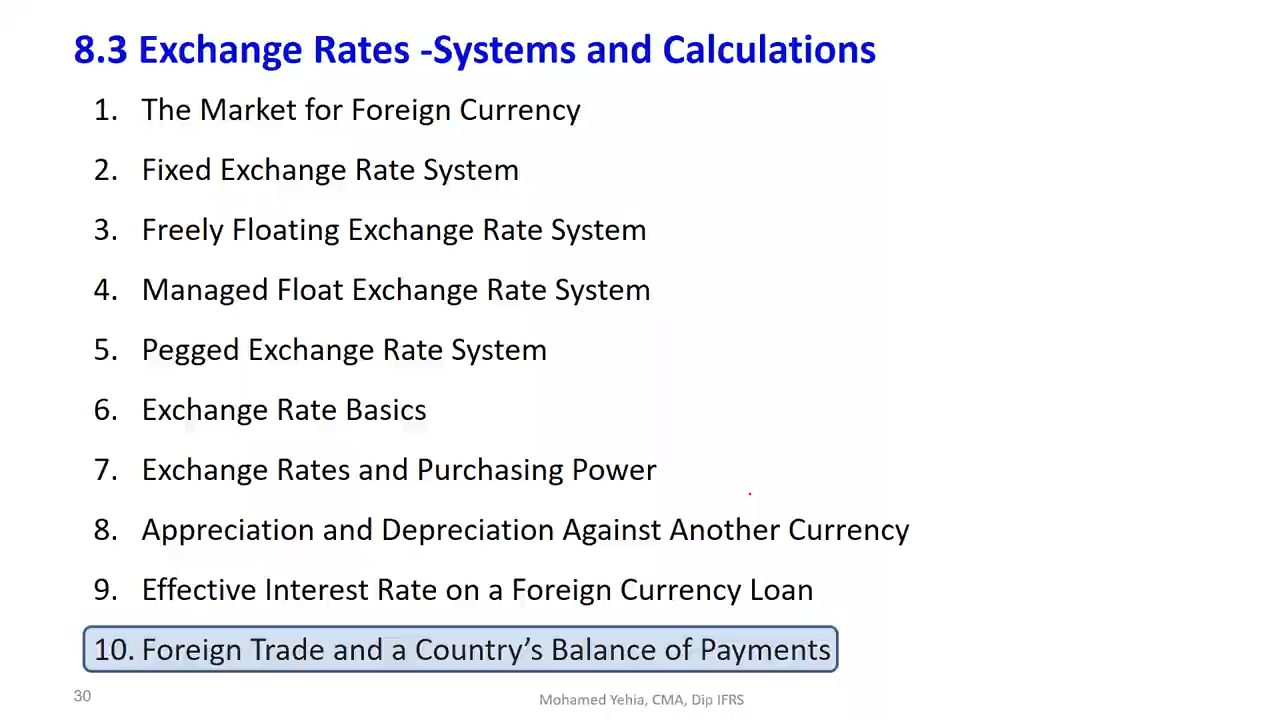 8.3 Exchange Rates -Systems and Calculations
1. The Market for Foreign Currency
2. Fixed Exchange Rate System
3. Freely Floating Exchange Rate System
4. Managed Float Exchange Rate System
5. Pegged Exchange Rate System
6. Exchange Rate Basics
7. Exchange Rates and Purchasing Power
8. Appreciation and Depreciation Against Another Currency
9. Effective Interest Rate on a Foreign Currency Loan
10. Foreign Trade and a Country’s Balance of Payments
30
Mohamed Yehia, CMA, Dip IFRS